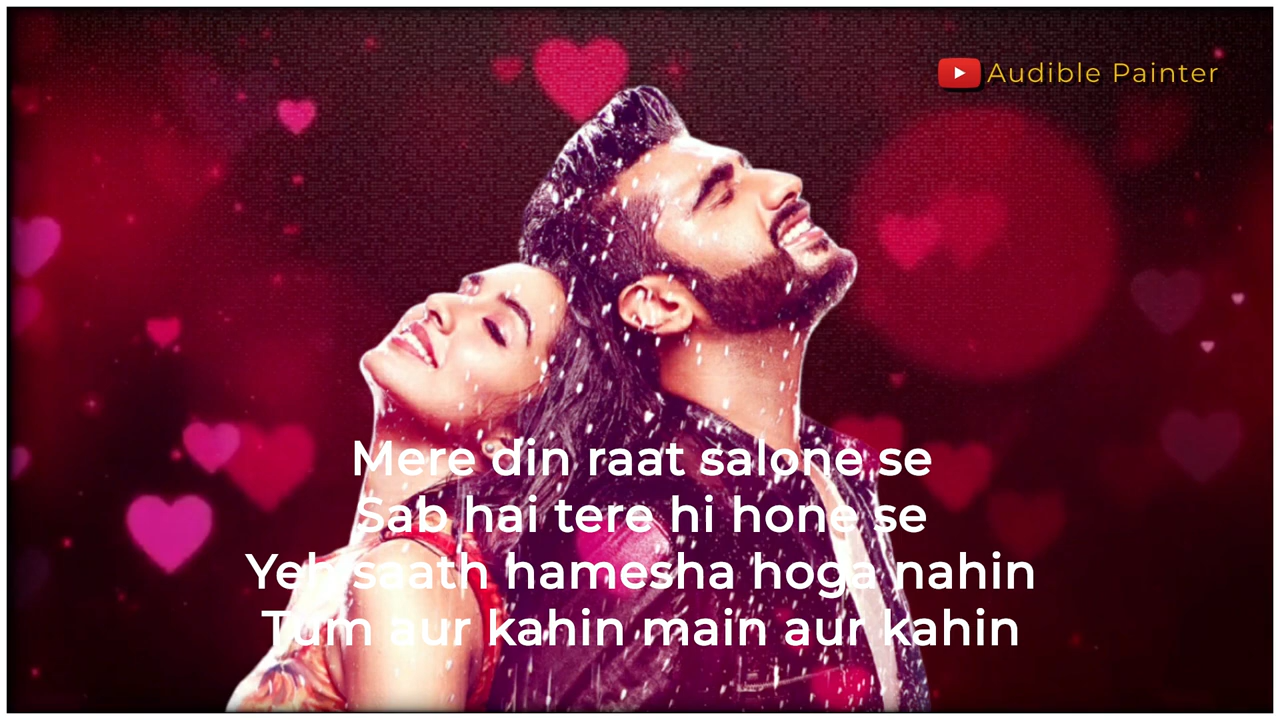 Audible Painter
Mere din raat salone se
Sab hai tere hi hone se
Yeh saath hamesha hoga nahin
Tum aur kahin main aur kahin